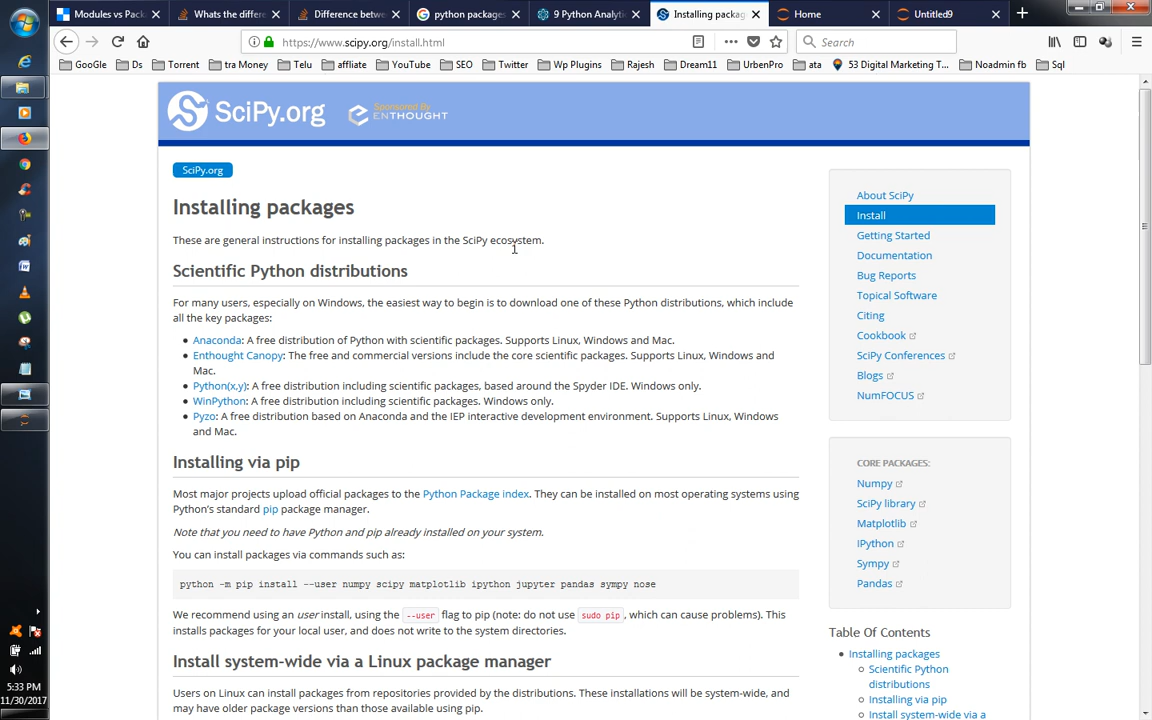 Modules vs Pack
Whats the differe
Difference betwe
python packages
9 Python Analyti
Installing packag
Home
Untitled9
https://www.scipy.org/install.html
Search
GooGle
Ds
Torrent
tra Money
Telu
affliate
YouTube
SEO
Twitter
Wp Plugins
Rajesh
Dream11
UrbenPro
ata
53 Digital Marketing T...
Noadmin fb
Sql
SciPy.org
Sponsored By
ENTHOUGHT
SciPy.org
Installing packages
These are general instructions for installing packages in the SciPy ecosystem.
Scientific Python distributions
For many users, especially on Windows, the easiest way to begin is to download one of these Python distributions, which include
all the key packages:
Anaconda: A free distribution of Python with scientific packages. Supports Linux, Windows and Mac.
Enthought Canopy: The free and commercial versions include the core scientific packages. Supports Linux, Windows and
Mac.
Python(x,y): A free distribution including scientific packages, based around the Spyder IDE. Windows only.
WinPython: A free distribution including scientific packages. Windows only.
Pyzo: A free distribution based on Anaconda and the IEP interactive development environment. Supports Linux, Windows
and Mac.
Installing via pip
Most major projects upload official packages to the Python Package index. They can be installed on most operating systems using
Python's standard pip package manager.
Note that you need to have Python and pip already installed on your system.
You can install packages via commands such as:
python -m pip install --user numpy scipy matplotlib ipython jupyter pandas sympy nose
We recommend using an user install, using the --user flag to pip (note: do not use sudo pip, which can cause problems). This
installs packages for your local user, and does not write to the system directories.
Install system-wide via a Linux package manager
Users on Linux can install packages from repositories provided by the distributions. These installations will be system-wide, and
may have older package versions than those available using pip.
About SciPy
Install
Getting Started
Documentation
Bug Reports
Topical Software
Citing
Cookbook
SciPy Conferences
Blogs
NumFOCUS
CORE PACKAGES:
Numpy
SciPy library
Matplotlib
IPython
Sympy
Pandas
Table Of Contents
Installing packages
Scientific Python
distributions
Installing via pip
Install system-wide via a
5:33 PM
11/30/2017